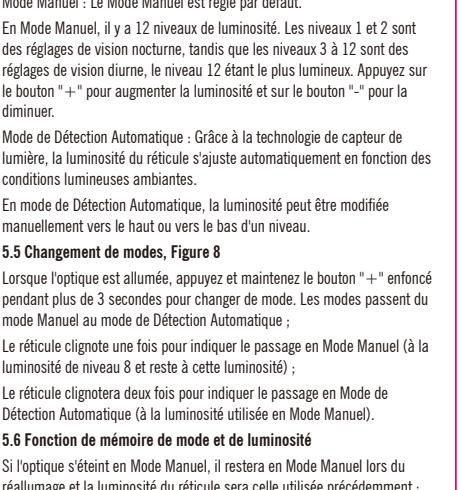 Mode Manuel : Le Mode Manuel est réglé par défaut.
En Mode Manuel, il y a 12 niveaux de luminosité. Les niveaux 1 et 2 sont
des réglages de vision nocturne, tandis que les niveaux 3 à 12 sont des
réglages de vision diurne, le niveau 12 étant le plus lumineux. Appuyez sur
le bouton "+" pour augmenter la luminosité et sur le bouton "-" pour la
diminuer.
Mode de Détection Automatique : Grâce à la technologie de capteur de
lumière, la luminosité du réticule s'ajuste automatiquement en fonction des
conditions lumineuses ambiantes.
En mode de Détection Automatique, la luminosité peut être modifiée
manuellement vers le haut ou vers le bas d'un niveau.
5.5 Changement de modes, Figure 8
Lorsque l'optique est allumée, appuyez et maintenez le bouton "+" enfoncé
pendant plus de 3 secondes pour changer de mode. Les modes passent du
mode Manuel au mode de Détection Automatique ;
Le réticule clignote une fois pour indiquer le passage en Mode Manuel (à la
luminosité de niveau 8 et reste à cette luminosité) ;
Le réticule clignotera deux fois pour indiquer le passage en Mode de
Détection Automatique (à la luminosité utilisée en Mode Manuel).
5.6 Fonction de mémoire de mode et de luminosité
Si l'optique s'éteint en Mode Manuel, il restera en Mode Manuel lors du
réallumage et la luminosité du réticule sera celle utilisée précédemment ;